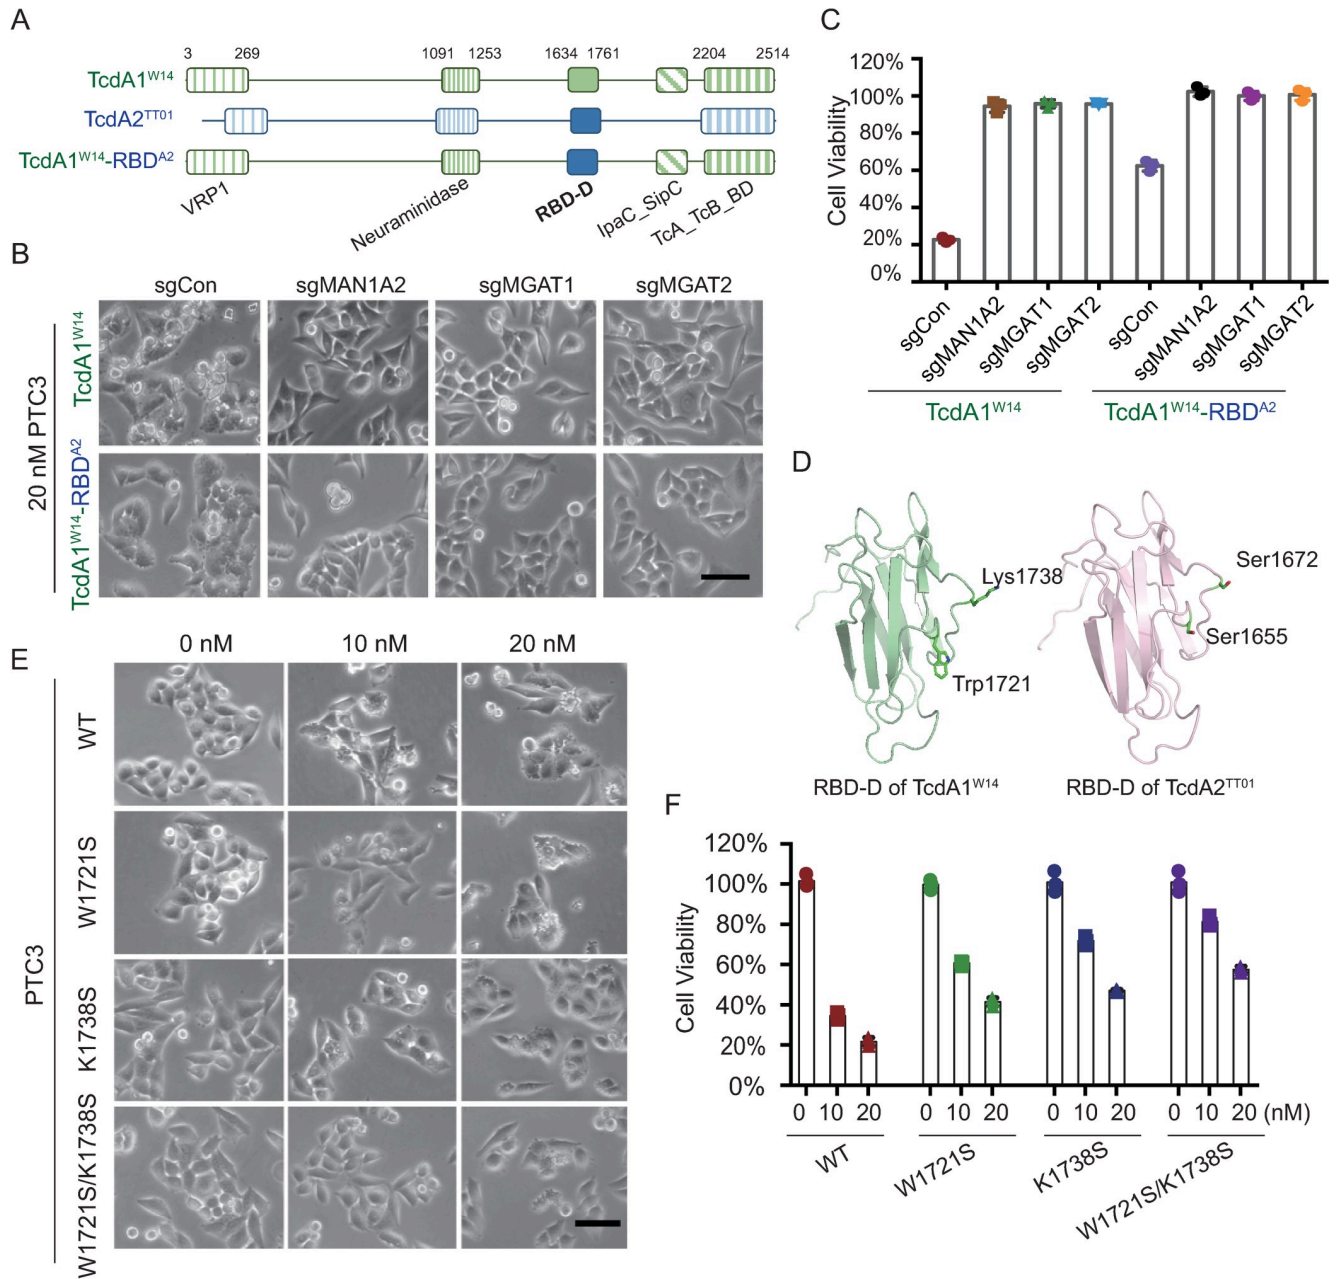 A
3 269 1091 1253 1634 1761 2204 2514
TcdA1W14
TcdA2TT01
TcdA1W14-RBDA2
VRP1
Neuraminidase
RBD-D
IpaC_SipC
TcA_TcB_BD
B
sgCon sgMAN1A2 sgMGAT1 sgMGAT2
20 nM PTC3
TcdA1W14
TcdA1W14-RBDA2
C
Cell Viability
120%
100%
80%
60%
40%
20%
0%
sgCon
sgMAN1A2
sgMGAT1
sgMGAT2
sgCon
sgMAN1A2
sgMGAT1
sgMGAT2
TcdA1W14
TcdA1W14-RBDA2
D
Lys1738
Trp1721
Ser1672
Ser1655
RBD-D of TcdA1W14
RBD-D of TcdA2TT01
E
0 nM 10 nM 20 nM
PTC3
WT
W1721S
K1738S
W1721S/K1738S
F
Cell Viability
120%
100%
80%
60%
40%
20%
0%
0 10 20 0 10 20 0 10 20 0 10 20 (nM)
WT
W1721S
K1738S
W1721S/K1738S